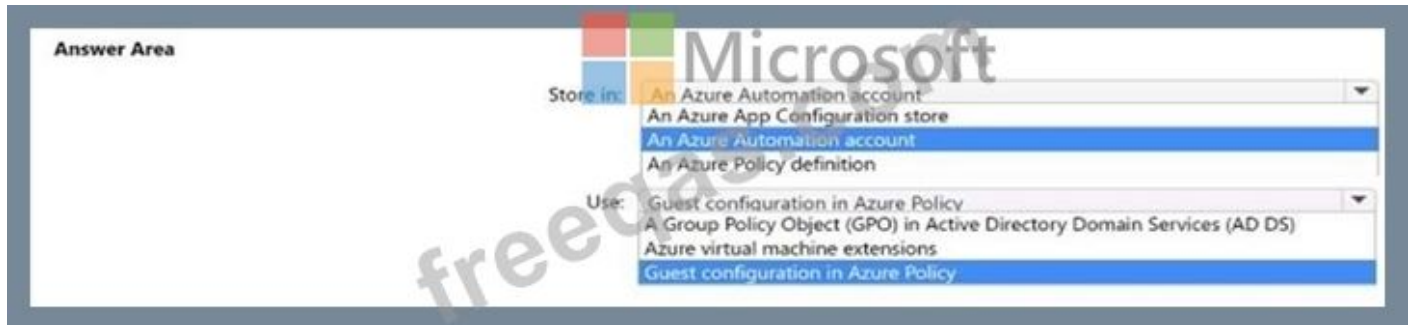 Answer Area
Microsoft
Store in: An Azure Automation account
An Azure App Configuration store
An Azure Automation account
An Azure Policy definition
Use: Guest configuration in Azure Policy
A Group Policy Object (GPO) in Active Directory Domain Services (AD DS)
Azure virtual machine extensions
Guest configuration in Azure Policy
freeqas.com